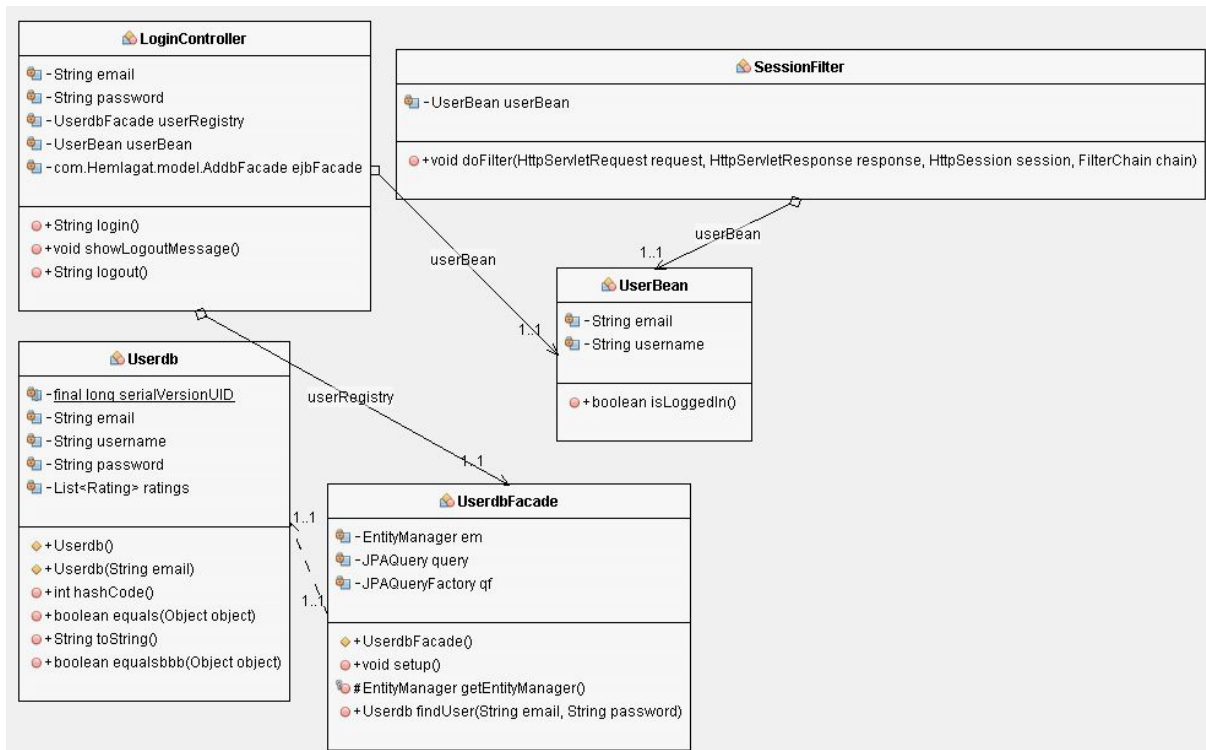 LoginController
-String email
-String password
-UserdbFacade userRegistry
-UserBean userBean
-com.Hemlagat.model.AddbFacade ejbFacade
+String login()
+void showLogoutMessage()
+String logout()
SessionFilter
-UserBean userBean
+void doFilter(HttpServletRequest request, HttpServletResponse response, HttpSession session, FilterChain chain)
userBean
1..1
userBean
1..1
UserBean
-String email
-String username
+boolean isLoggedIn()
userRegistry
1..1
Userdb
-final long serialVersionUID
-String email
-String username
-String password
-List<Rating> ratings
+Userdb()
+Userdb(String email)
+int hashCode()
+boolean equals(Object object)
+String toString()
+boolean equalsbbb(Object object)
1..1
1..1
UserdbFacade
-EntityManager em
-JPAQuery query
-JPAQueryFactory qf
+UserdbFacade()
+void setup()
#EntityManager getEntityManager()
+Userdb findUser(String email, String password)